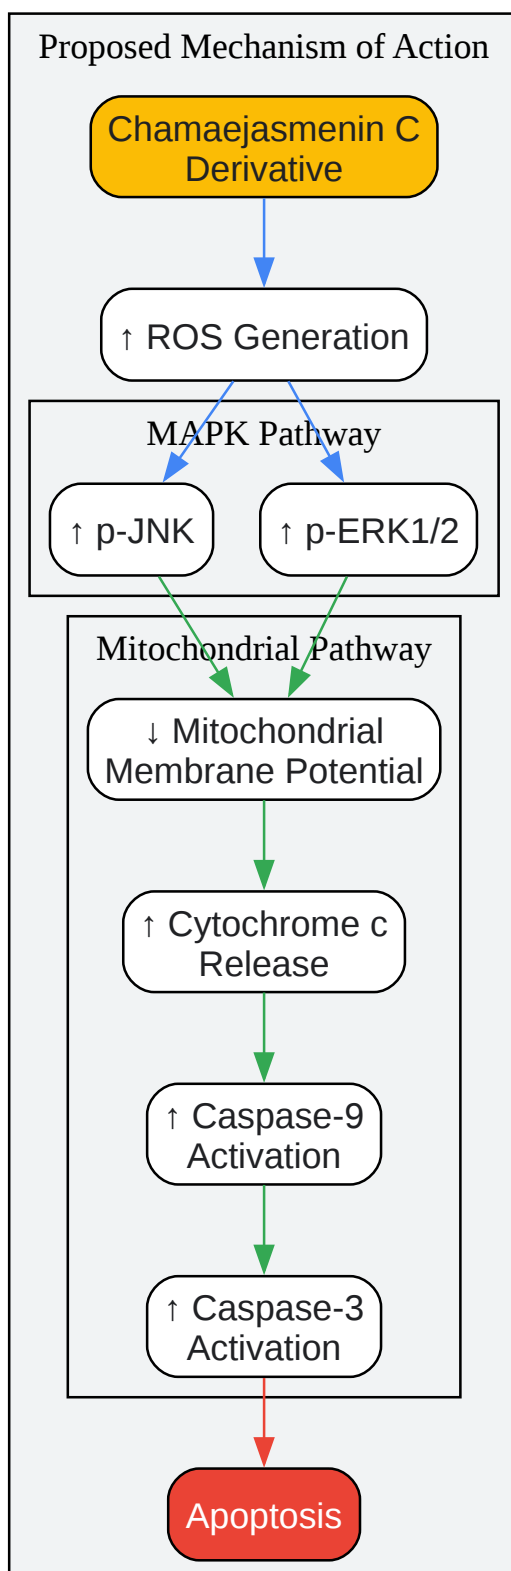 Proposed Mechanism of Action
Chamaejasmenin C
Derivative
↑ ROS Generation
MAPK Pathway
↑ p-JNK
↑ p-ERK1/2
Mitochondrial Pathway
↓ Mitochondrial
Membrane Potential
↑ Cytochrome c
Release
↑ Caspase-9
Activation
↑ Caspase-3
Activation
Apoptosis